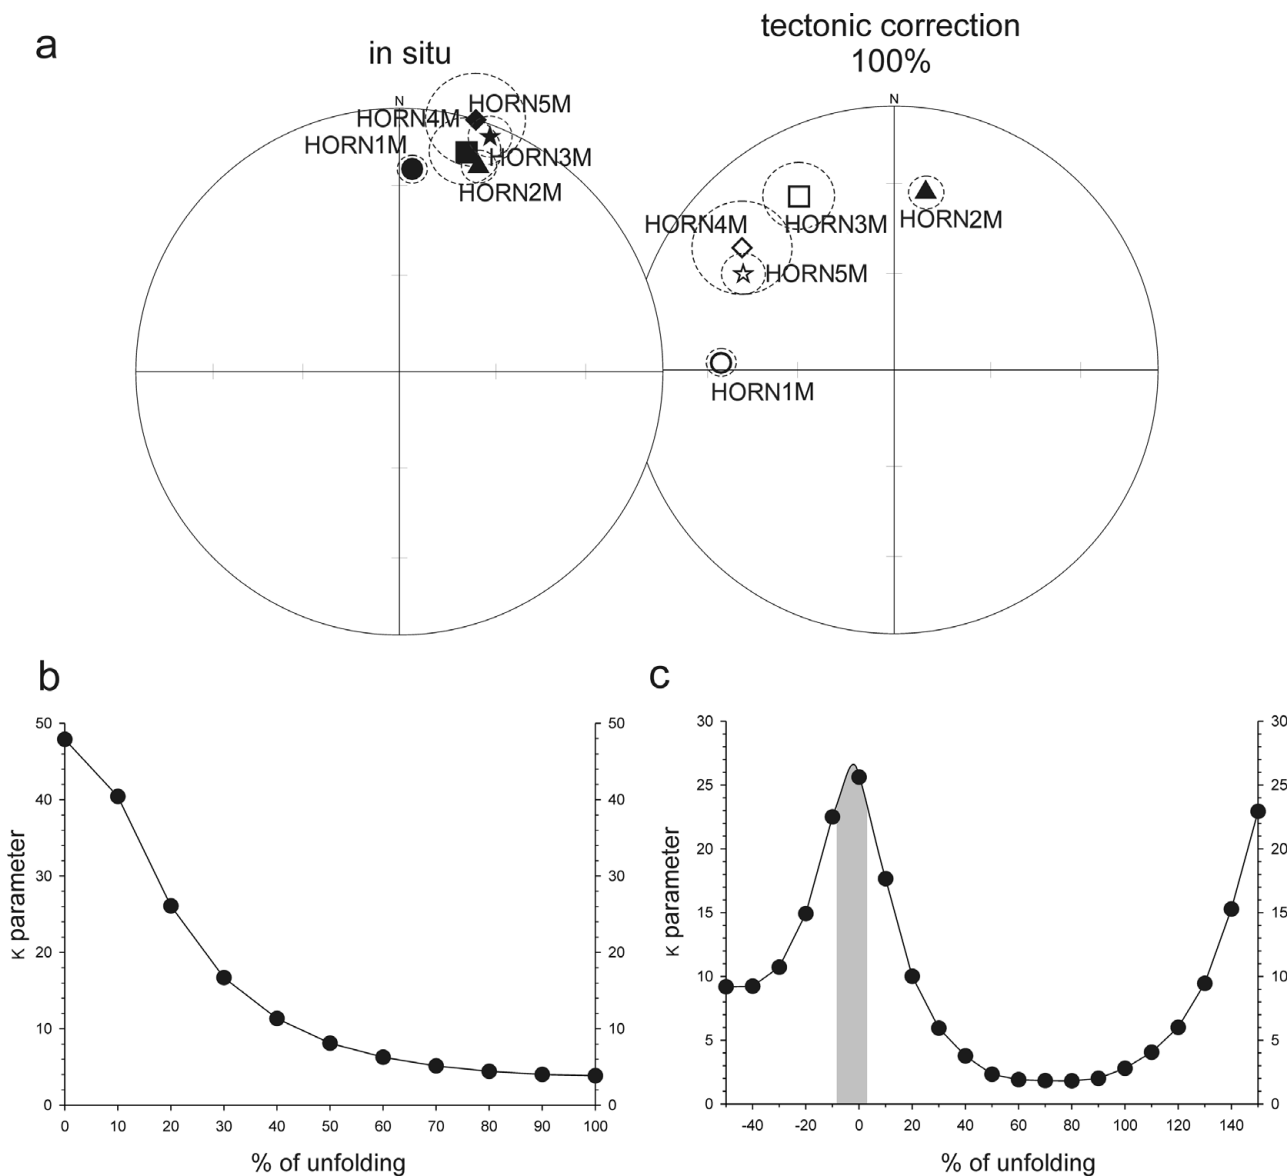 a
in situ
tectonic correction
100%
N
HORN5M
HORN4M
HORN1M
HORN3M
HORN2M
N
HORN4M
HORN3M
HORN2M
HORN5M
HORN1M
b
50
40
30
20
10
0
50
40
30
20
10
0
K parameter
0 10 20 30 40 50 60 70 80 90 100
% of unfolding
c
30
25
20
15
10
5
0
30
25
20
15
10
5
0
K parameter
-40 -20 0 20 40 60 80 100 120 140
% of unfolding